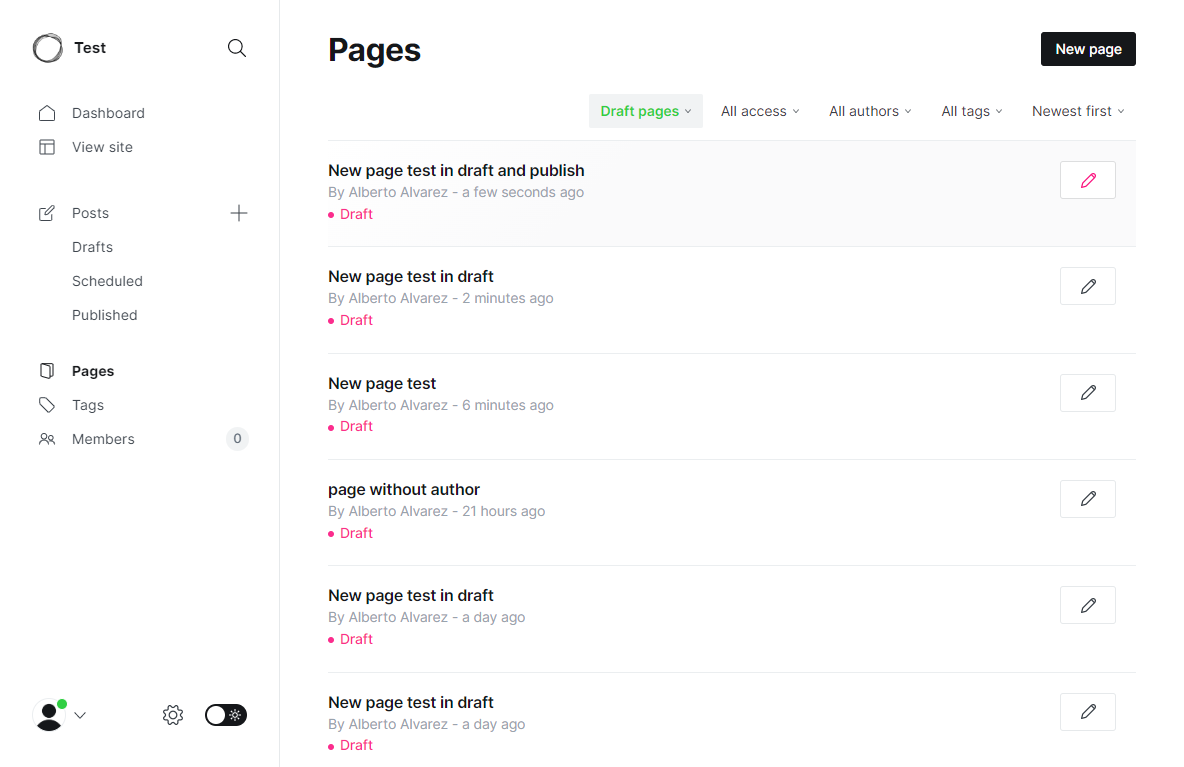 Test
Dashboard
View site
Posts
Drafts
Scheduled
Published
Pages
Tags
Members 0
Pages
New page
Draft pages All access All authors All tags Newest first
New page test in draft and publish
By Alberto Alvarez - a few seconds ago
Draft
New page test in draft
By Alberto Alvarez - 2 minutes ago
Draft
New page test
By Alberto Alvarez - 6 minutes ago
Draft
page without author
By Alberto Alvarez - 21 hours ago
Draft
New page test in draft
By Alberto Alvarez - a day ago
Draft
New page test in draft
By Alberto Alvarez - a day ago
Draft